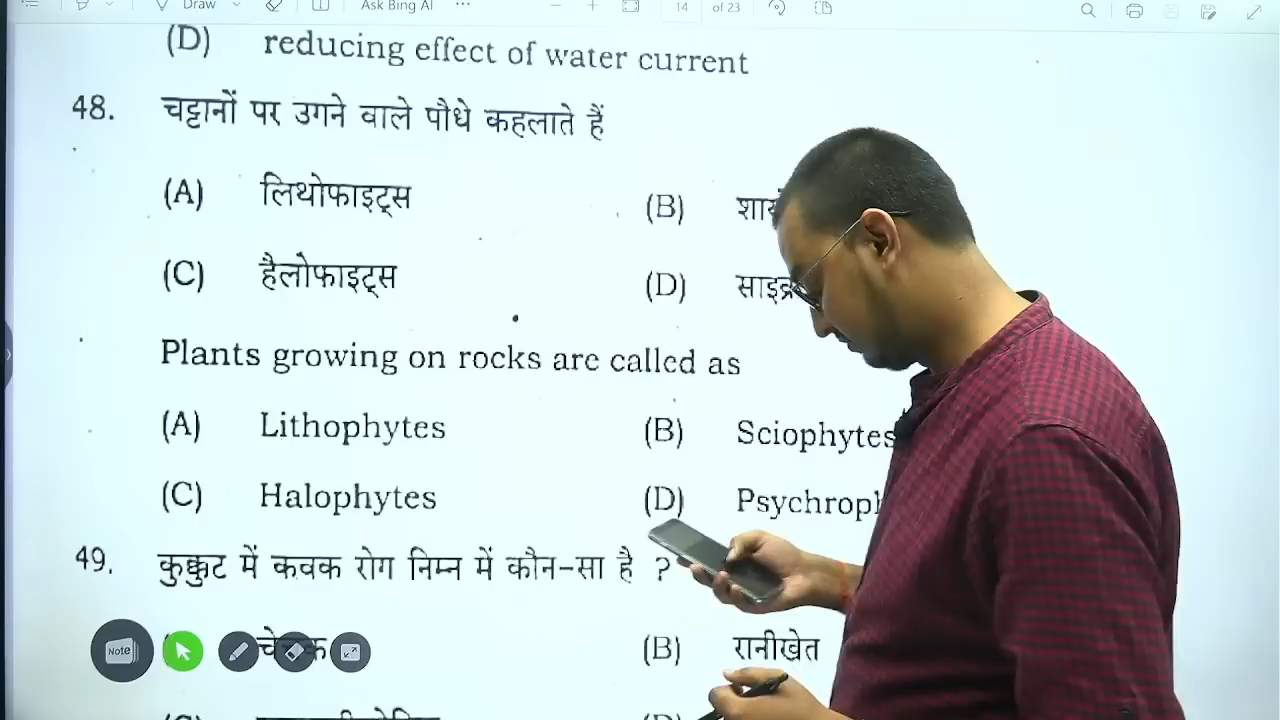 Draw
Ask Bing AI
14 of 23
(D) reducing effect of water current
48. चट्टानों पर उगने वाले पौधे कहलाते हैं
(A) लिथोफाइट्स
(B)
(C) हैलोफाइट्स
(D)
Plants growing on rocks are called as
(A) Lithophytes
(B) Sciophytes
(C) Halophytes
(D)
49. कुक्कुट में कवक रोग निम्न में कौन-सा है ?
Note
(B) रानीखेत